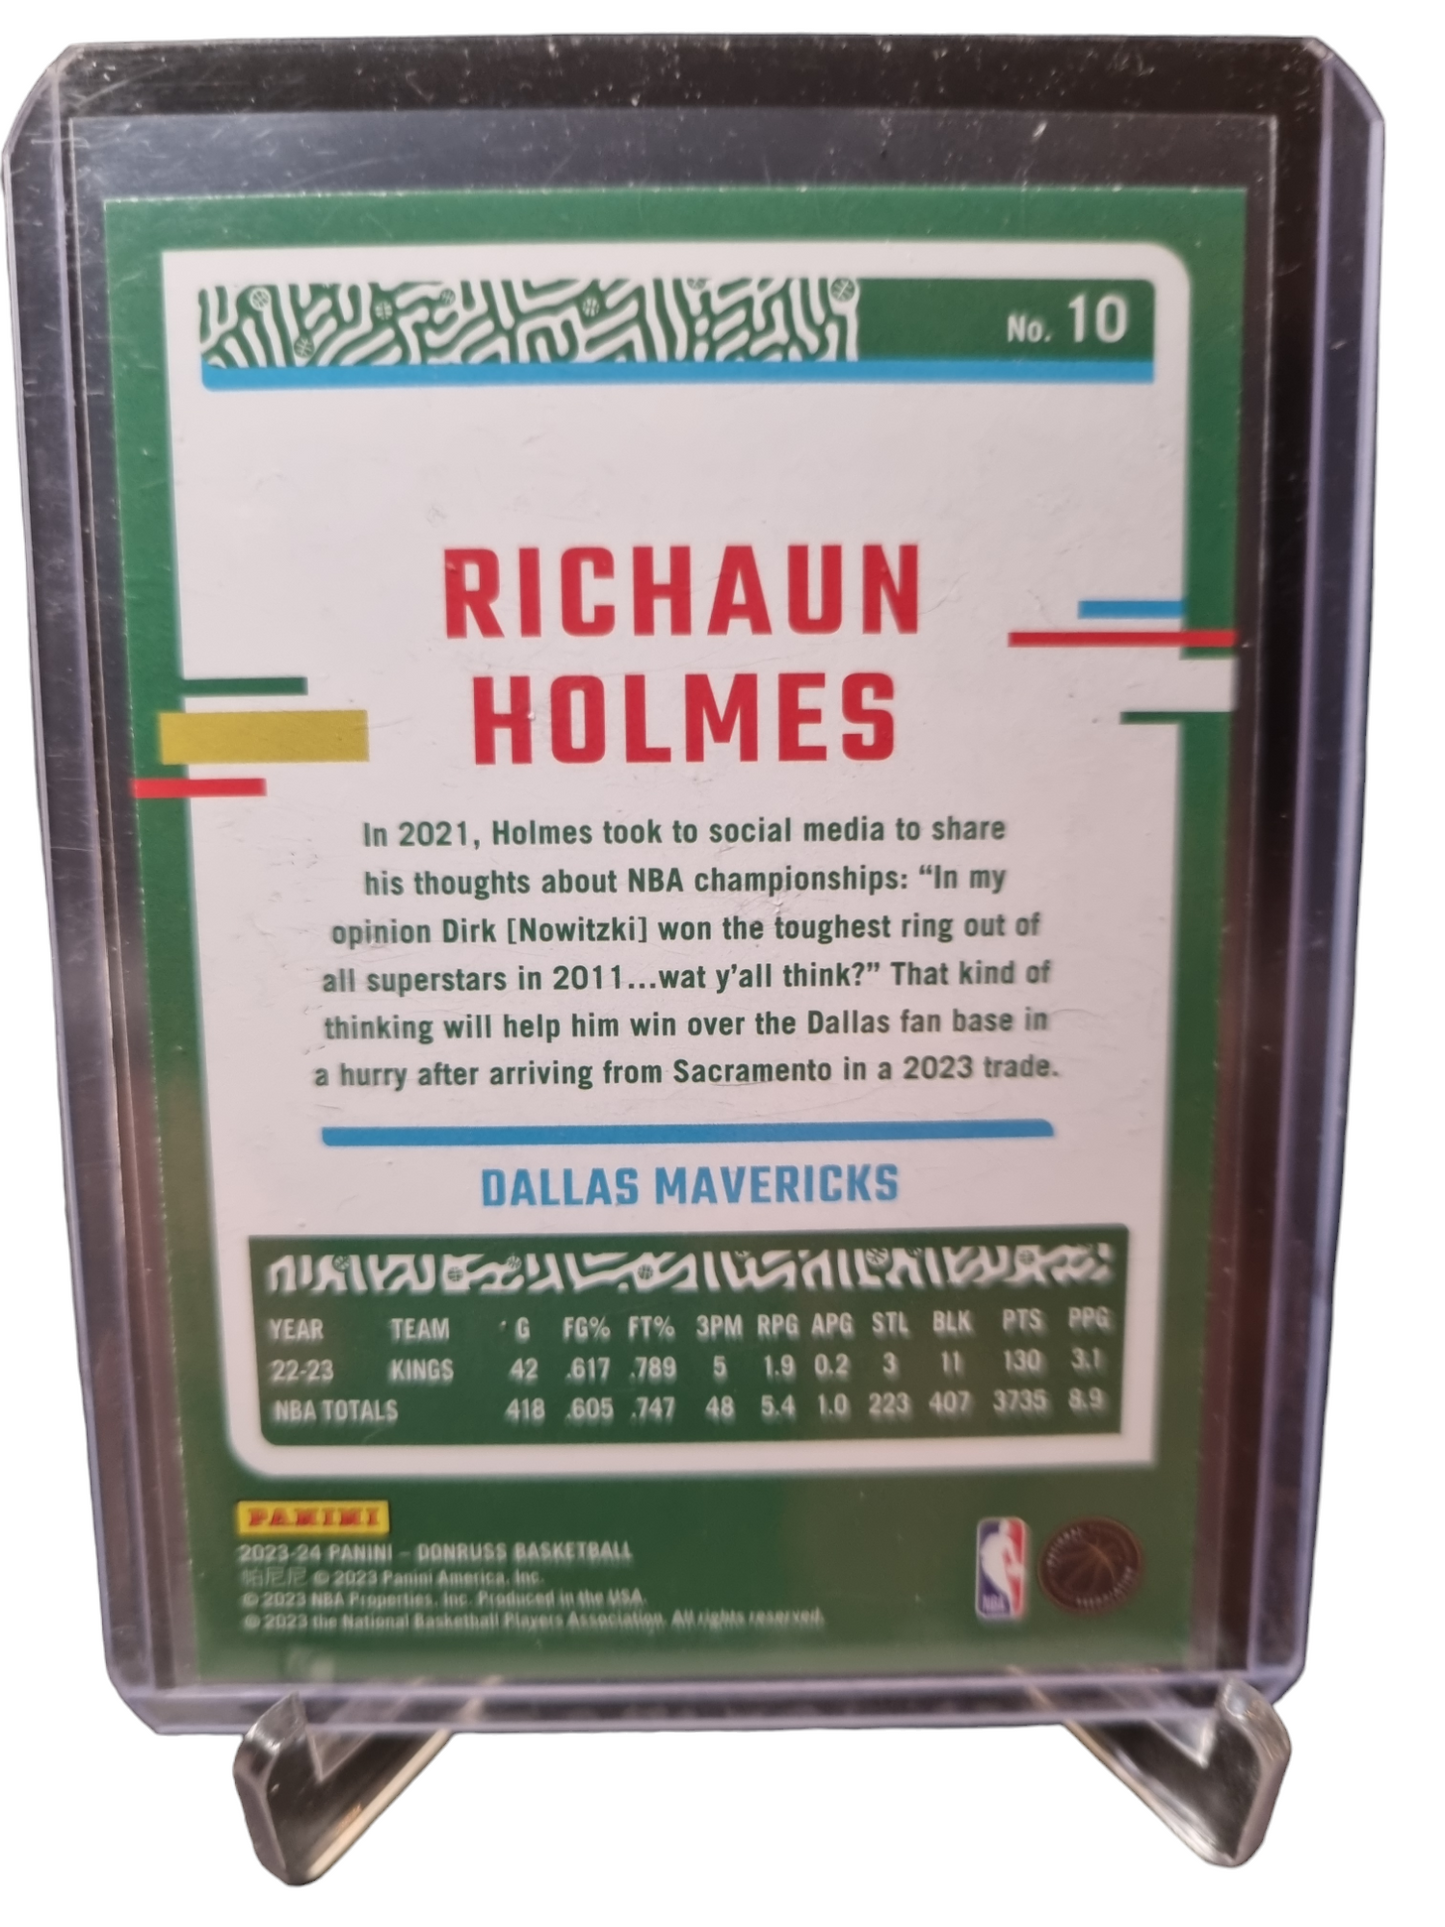 No. 10
RICHAUN
HOLMES
In 2021, Holmes took to social media to share
his thoughts about NBA championships: “In my
opinion Dirk [Nowitzki] won the toughest ring out of
all superstars in 2011...wat y’all think?” That kind of
thinking will help him win over the Dallas fan base in
a hurry after arriving from Sacramento in a 2023 trade.
DALLAS MAVERICKS
YEAR TEAM G FG% FT% 3PM RPG APG STL BLK PTS PPG
22-23 KINGS 42 .617 .789 5 1.9 0.2 3 11 130 3.1
NBA TOTALS 418 .605 .747 48 5.4 1.0 223 407 3735 8.9
PANINI
2023-24 PANINI – DONRUSS BASKETBALL
帕尼尼 © 2023 Panini America, Inc.
© 2023 NBA Properties, Inc. Produced in the USA.
© 2023 the National Basketball Players Association. All rights reserved.
NBA